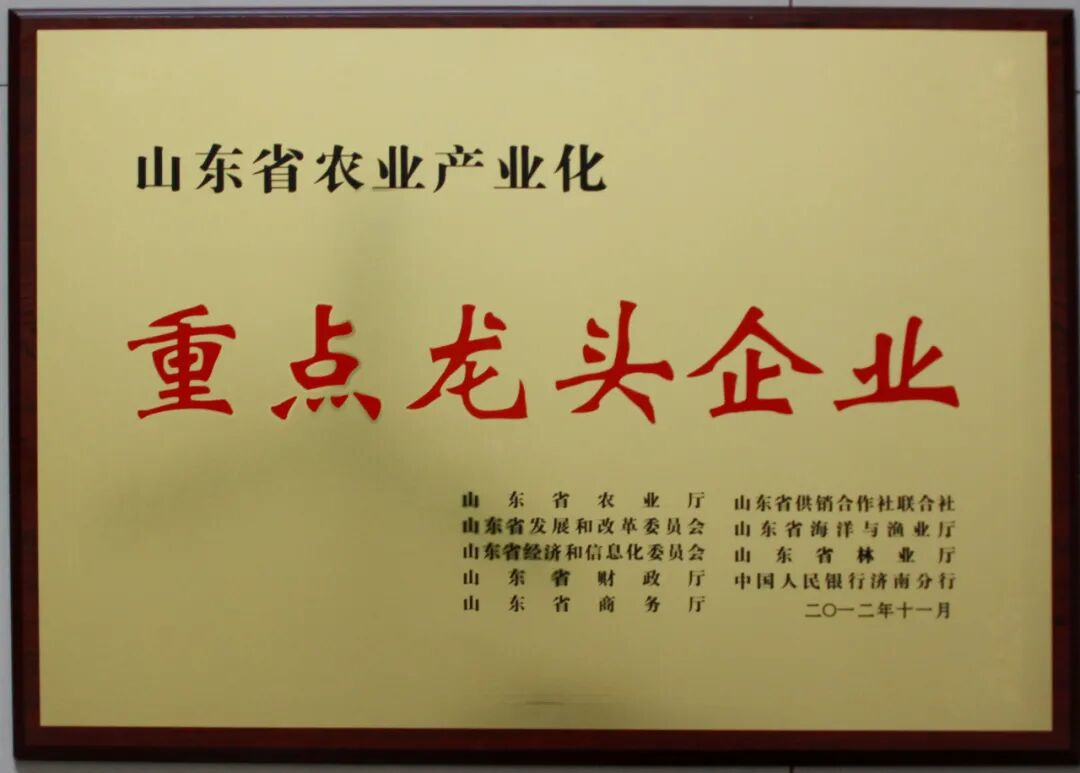 山东省农业产业化
重点龙头企业
山东省农业厅
山东省发展和改革委员会
山东省经济和信息化委员会
山东省财政厅
山东省商务厅
山东省供销合作社联合社
山东省海洋与渔业厅
山东省林业厅
中国人民银行济南分行
二〇一二年十一月